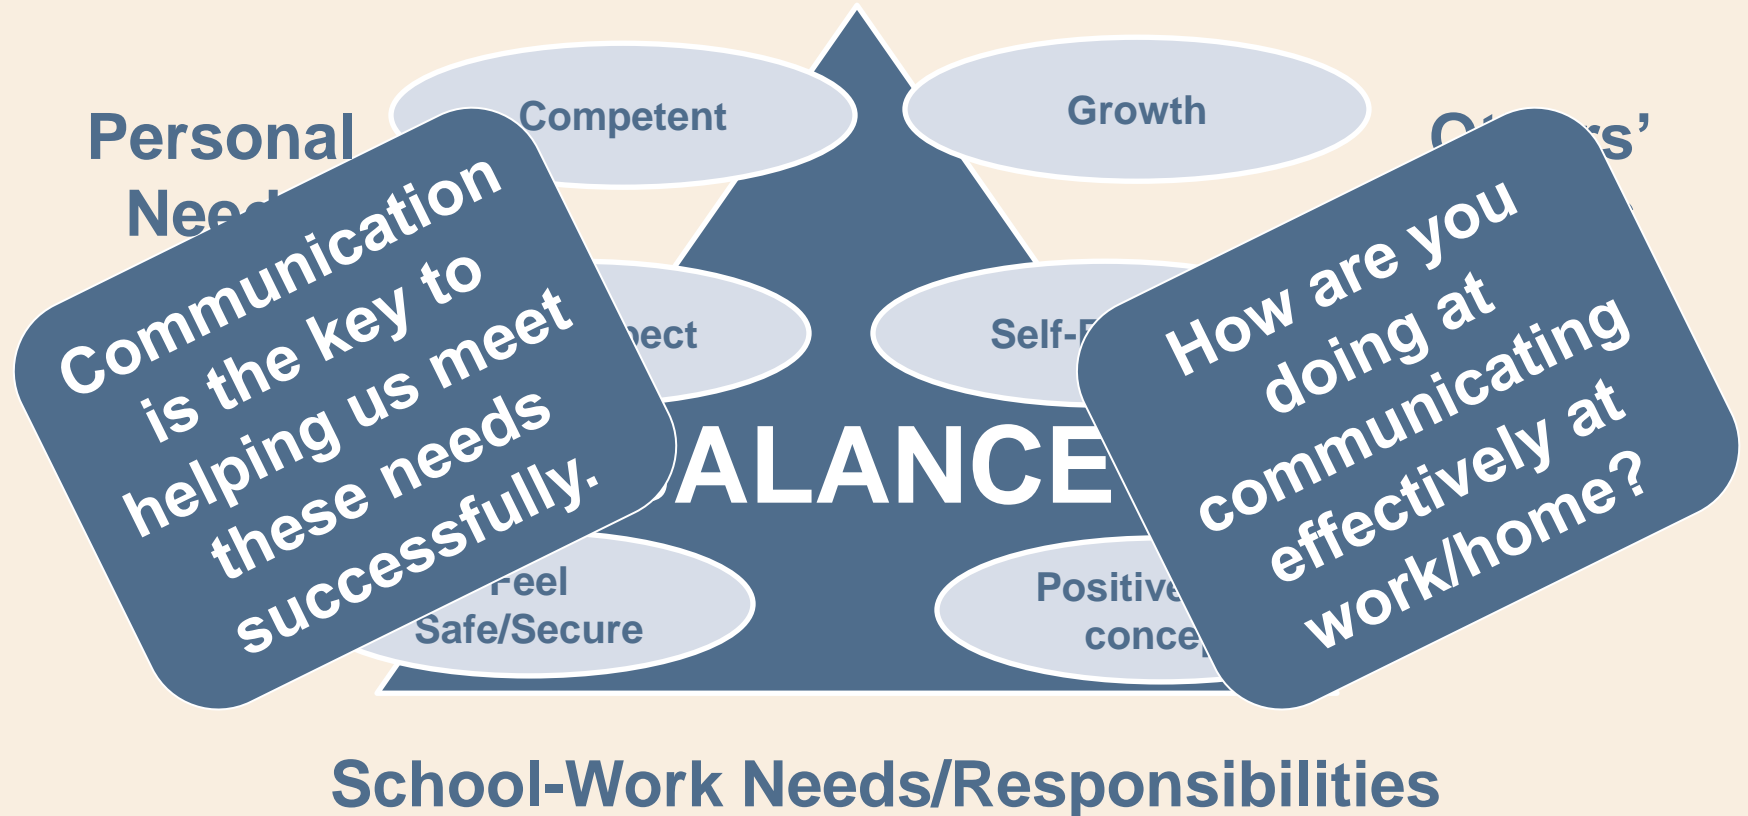 Competent
Growth
Personal
Communication
is the key to
helping us meet
these needs
successfully.
How are you
doing at
communicating
effectively at
work/home?
BALANCE
Feel
Safe/Secure
Positive
School-Work Needs/Responsibilities